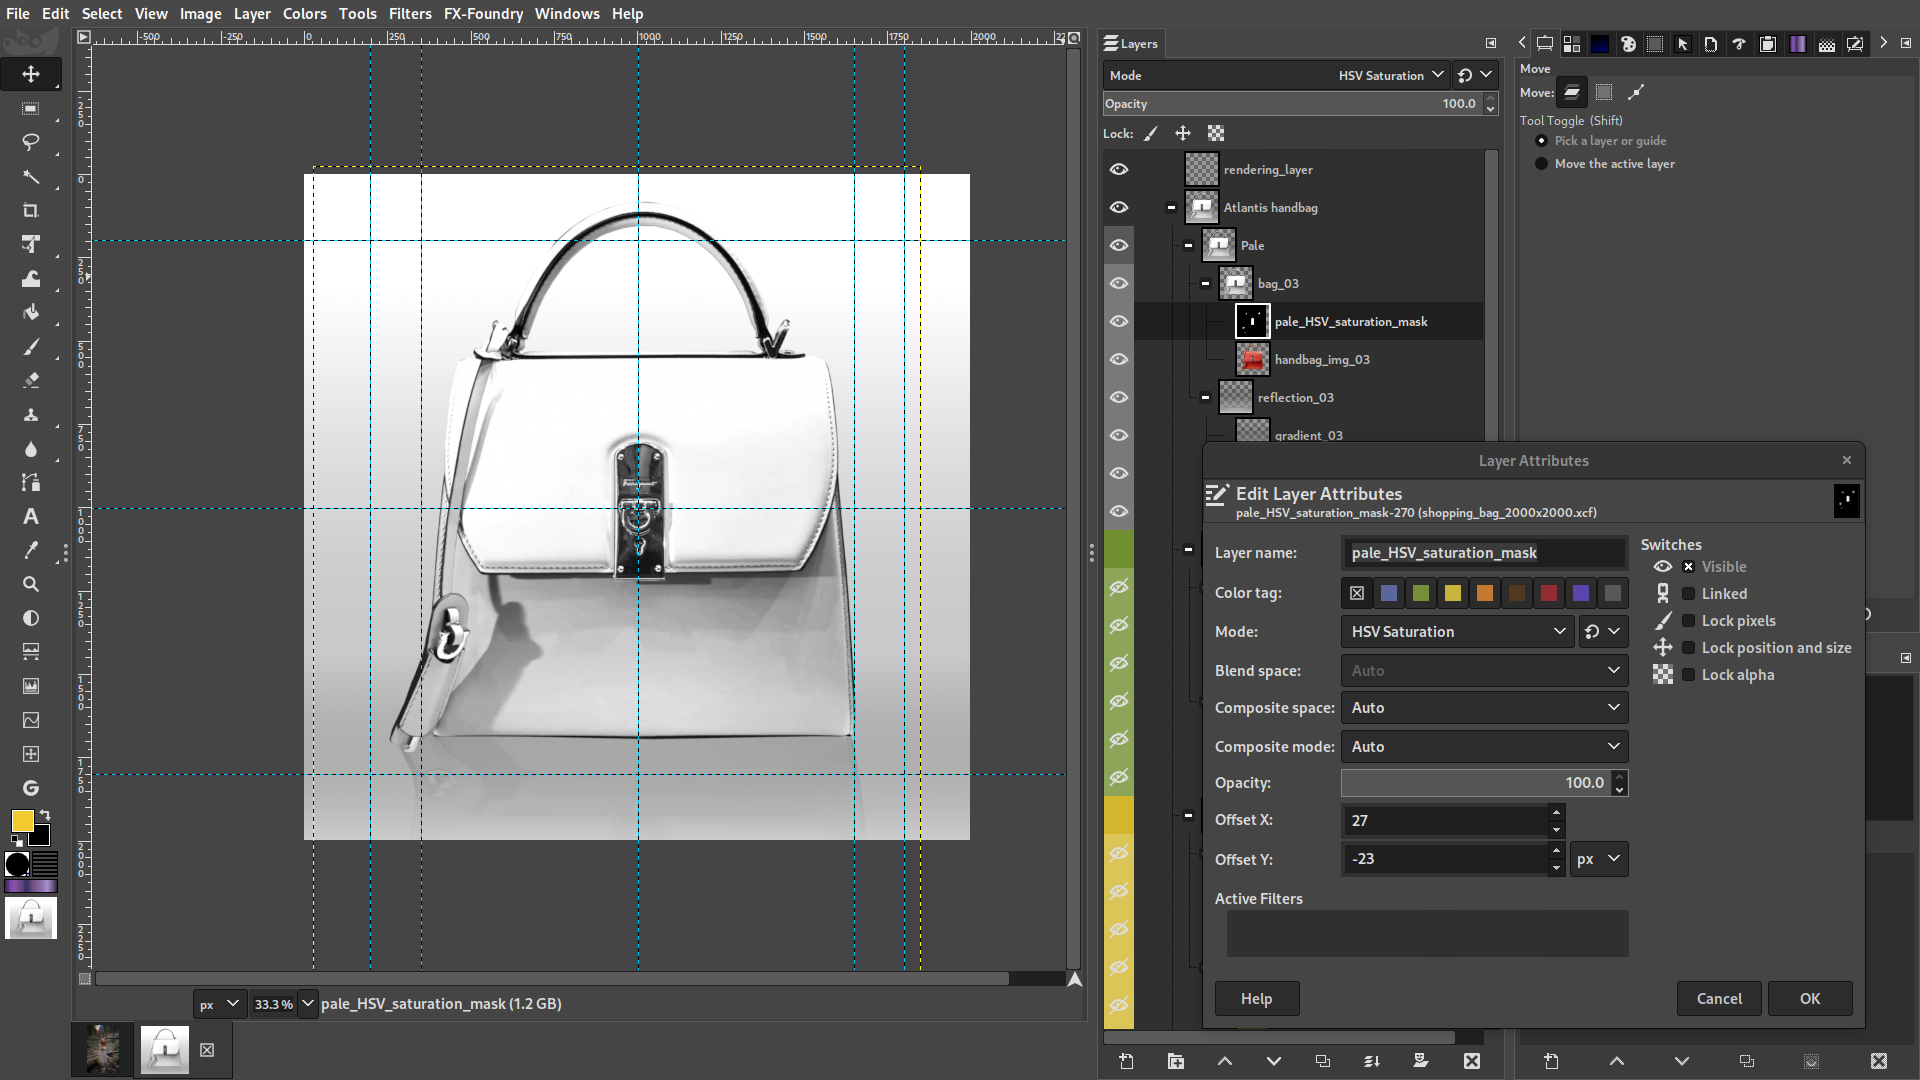 File Edit Select View Image Layer Colors Tools Filters FX-Foundry Windows Help
-500 -250 0 250 500 750 1000 1250 1500 1750 2000
Layers
Mode HSV Saturation
Opacity 100.0
Lock:
rendering_layer
Atlantis handbag
Pale
bag_03
pale_HSV_saturation_mask
handbag_img_03
reflection_03
gradient_03
Move
Move:
Tool Toggle (Shift)
Pick a layer or guide
Move the active layer
Layer Attributes
Edit Layer Attributes
pale_HSV_saturation_mask-270 (shopping_bag_2000x2000.xcf)
Layer name: pale_HSV_saturation_mask
Color tag:
Mode: HSV Saturation
Blend space: Auto
Composite space: Auto
Composite mode: Auto
Opacity: 100.0
Offset X: 27
Offset Y: -23 px
Active Filters
Switches
Visible
Linked
Lock pixels
Lock position and size
Lock alpha
Help Cancel OK
px 33.3 % pale_HSV_saturation_mask (1.2 GB)